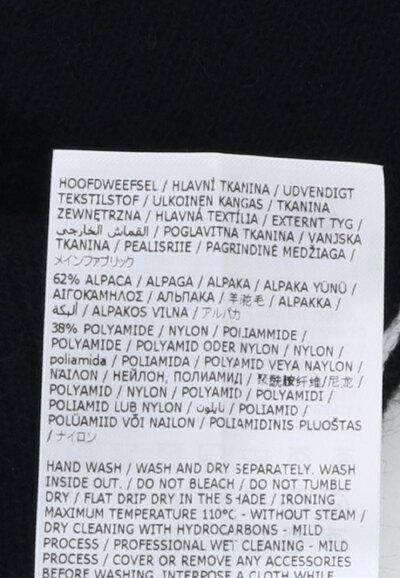 HOOFDWEEFSEL / HLAVNÍ TKANINA / UDVENDIGT
TEKSTILSTOF / ULKOINEN KANGAS / TKANINA
ZEWNĘTRZNA / HLAVNÁ TEXTÍLIA / EXTERNT TYG /
القماش الخارجى / POGLAVITNA TKANINA / VANJSKA
TKANINA / PEALISRIIE / PAGRINDINĖ MEDŽIAGA /
メインファブリック
62% ALPACA / ALPAGA / ALPAKA / ALPAKA YÜNÜ /
ΑΙΓΟΚΑΜΗΛΟΣ / АЛЬПАКА / 羊驼毛 / ALPAKKA /
ألبكة / ALPAKOS VILNA / アルパカ
38% POLYAMIDE / NYLON / POLIAMMIDE /
POLYAMIDE / POLYAMID ODER NYLON / NYLON /
poliamida / POLIAMIDA / POLYAMID VEYA NAYLON /
ΝΑΙΛΟΝ / НЕЙЛОН, ПОЛИАМИД / 聚酰胺纤维/尼龙 /
POLYAMID / NYLON / POLYAMID / POLYAMIDI /
POLIAMID LUB NYLON / نايلون / POLIAMID /
POLÜAMIID VÕI NAILON / POLIAMIDINIS PLUOŠTAS
/ ナイロン
HAND WASH / WASH AND DRY SEPARATELY. WASH
INSIDE OUT. / DO NOT BLEACH / DO NOT TUMBLE
DRY / FLAT DRIP DRY IN THE SHADE / IRONING
MAXIMUM TEMPERATURE 110ºC - WITHOUT STEAM /
DRY CLEANING WITH HYDROCARBONS - MILD
PROCESS / PROFESSIONAL WET CLEANING - MILD
PROCESS / COVER OR REMOVE ANY ACCESSORIES
BEFORE WASHING, INTERPOSE A CLOTH WHILE